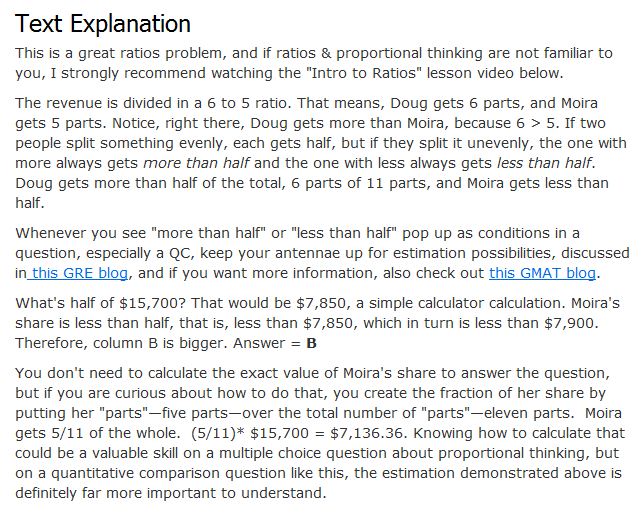 Text Explanation
This is a great ratios problem, and if ratios & proportional thinking are not familiar to
you, I strongly recommend watching the "Intro to Ratios" lesson video below.
The revenue is divided in a 6 to 5 ratio. That means, Doug gets 6 parts, and Moira
gets 5 parts. Notice, right there, Doug gets more than Moira, because 6 > 5. If two
people split something evenly, each gets half, but if they split it unevenly, the one with
more always gets more than half and the one with less always gets less than half.
Doug gets more than half of the total, 6 parts of 11 parts, and Moira gets less than
half.
Whenever you see "more than half" or "less than half" pop up as conditions in a
question, especially a QC, keep your antennae up for estimation possibilities, discussed
in this GRE blog, and if you want more information, also check out this GMAT blog.
What's half of $15,700? That would be $7,850, a simple calculator calculation. Moira's
share is less than half, that is, less than $7,850, which in turn is less than $7,900.
Therefore, column B is bigger. Answer = B
You don't need to calculate the exact value of Moira's share to answer the question,
but if you are curious about how to do that, you create the fraction of her share by
putting her "parts"—five parts—over the total number of "parts"—eleven parts.  Moira
gets 5/11 of the whole.  (5/11)* $15,700 = $7,136.36. Knowing how to calculate that
could be a valuable skill on a multiple choice question about proportional thinking, but
on a quantitative comparison question like this, the estimation demonstrated above is
definitely far more important to understand.